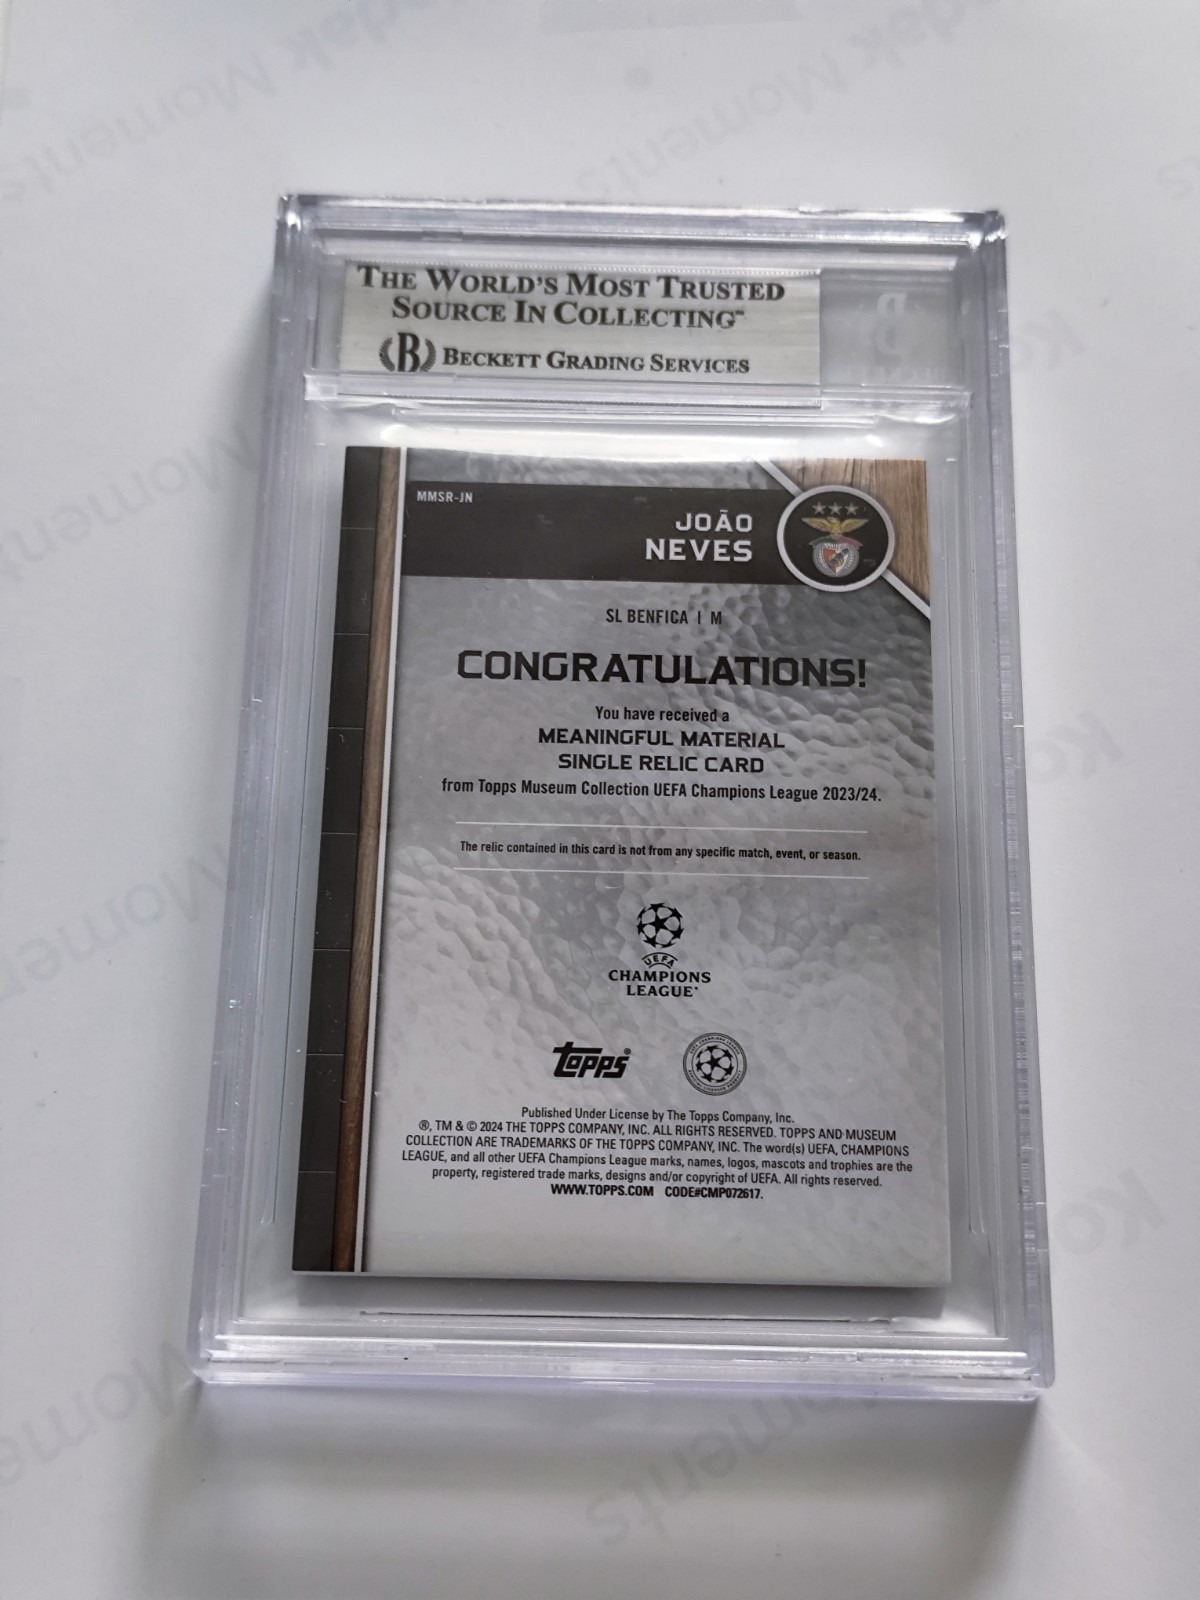 THE WORLD'S MOST TRUSTED
SOURCE IN COLLECTING™
B BECKETT GRADING SERVICES
MMSR-JN
JOÃO
NEVES
SL BENFICA | M
CONGRATULATIONS!
You have received a
MEANINGFUL MATERIAL
SINGLE RELIC CARD
from Topps Museum Collection UEFA Champions League 2023/24.
The relic contained in this card is not from any specific match, event, or season.
UEFA
CHAMPIONS
LEAGUE
topps®
Published Under License by The Topps Company, Inc.
®, TM & © 2024 THE TOPPS COMPANY, INC. ALL RIGHTS RESERVED. TOPPS AND MUSEUM
COLLECTION ARE TRADEMARKS OF THE TOPPS COMPANY, INC. The word(s) UEFA, CHAMPIONS
LEAGUE, and all other UEFA Champions League marks, names, logos, mascots and trophies are the
property, registered trade marks, designs and/or copyright of UEFA. All rights reserved.
WWW.TOPPS.COM CODE#CMP072617.
Kodak Moments